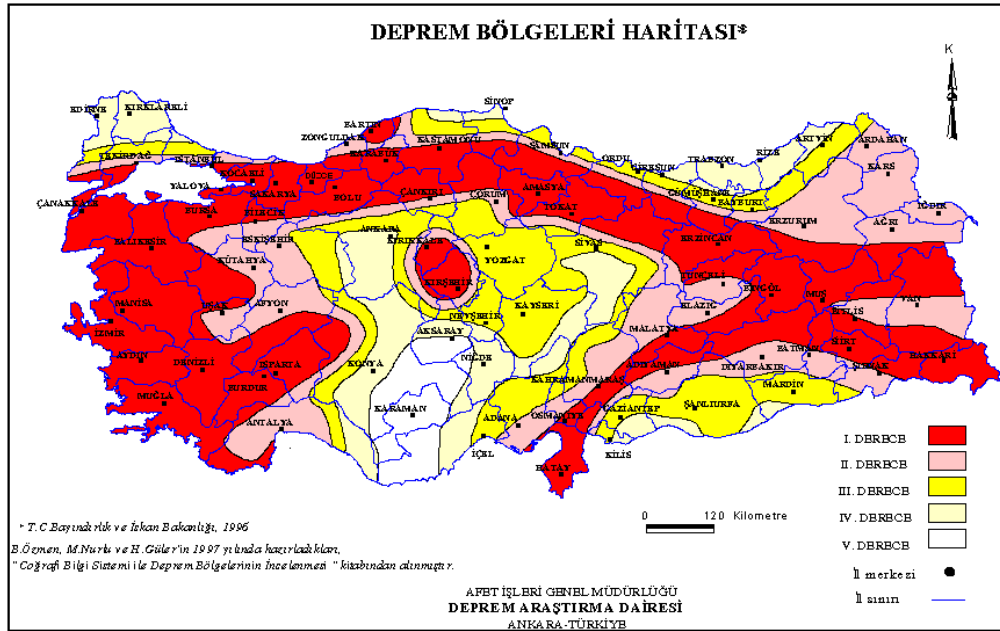 DEPREM BÖLGELERİ HARİTASI*
K
SİNOP
EDİRNE
KIRKLARELİ
BARTIN
ZONGULDAK
KASTAMONU
ARTVİN
ARDAHAN
TEKİRDAĞ
İSTANBUL
KARABÜK
SAMSUN
ORDU
GİRESUN
TRABZON
RİZE
KARS
KOCAELİ
YALOVA
SAKARYA
DÜZCE
BOLU
ÇANKIRI
ÇORUM
AMASYA
TOKAT
GÜMÜŞHANE
BAYBURT
IĞDIR
ÇANAKKALE
BURSA
BİLECİK
ERZURUM
AĞRI
BALIKESİR
ESKİŞEHİR
ANKARA
KIRIKKALE
YOZGAT
SİVAS
ERZİNCAN
KÜTAHYA
KIRŞEHİR
TUNCELİ
BİNGÖL
MUŞ
MANİSA
UŞAK
AFYON
NEVŞEHİR
KAYSERİ
ELAZIĞ
BİTLİS
VAN
İZMİR
AKSARAY
MALATYA
AYDIN
DENİZLİ
ISPARTA
KONYA
NİĞDE
ADIYAMAN
DİYARBAKIR
BATMAN
SİİRT
HAKKARİ
BURDUR
KAHRAMANMARAŞ
MARDİN
ŞIRNAK
MUĞLA
KARAMAN
ADANA
OSMANİYE
GAZİANTEP
ŞANLIURFA
ANTALYA
İÇEL
KİLİS
HATAY
I. DERECE
II. DERECE
III. DERECE
IV. DERECE
V. DERECE
İl merkezi
İl sınırı
0 120 Kilometre
* T.C Bayındırlık ve İskan Bakanlığı, 1996
B.Özmen, M.Nurlu ve H.Güler'in 1997 yılında hazırladıkları,
" Coğrafi Bilgi Sistemi ile Deprem Bölgelerinin İncelenmesi " kitabından alınmıştır.
AFET İŞLERİ GENEL MÜDÜRLÜĞÜ
DEPREM ARAŞTIRMA DAİRESİ
ANKARA-TÜRKİYE